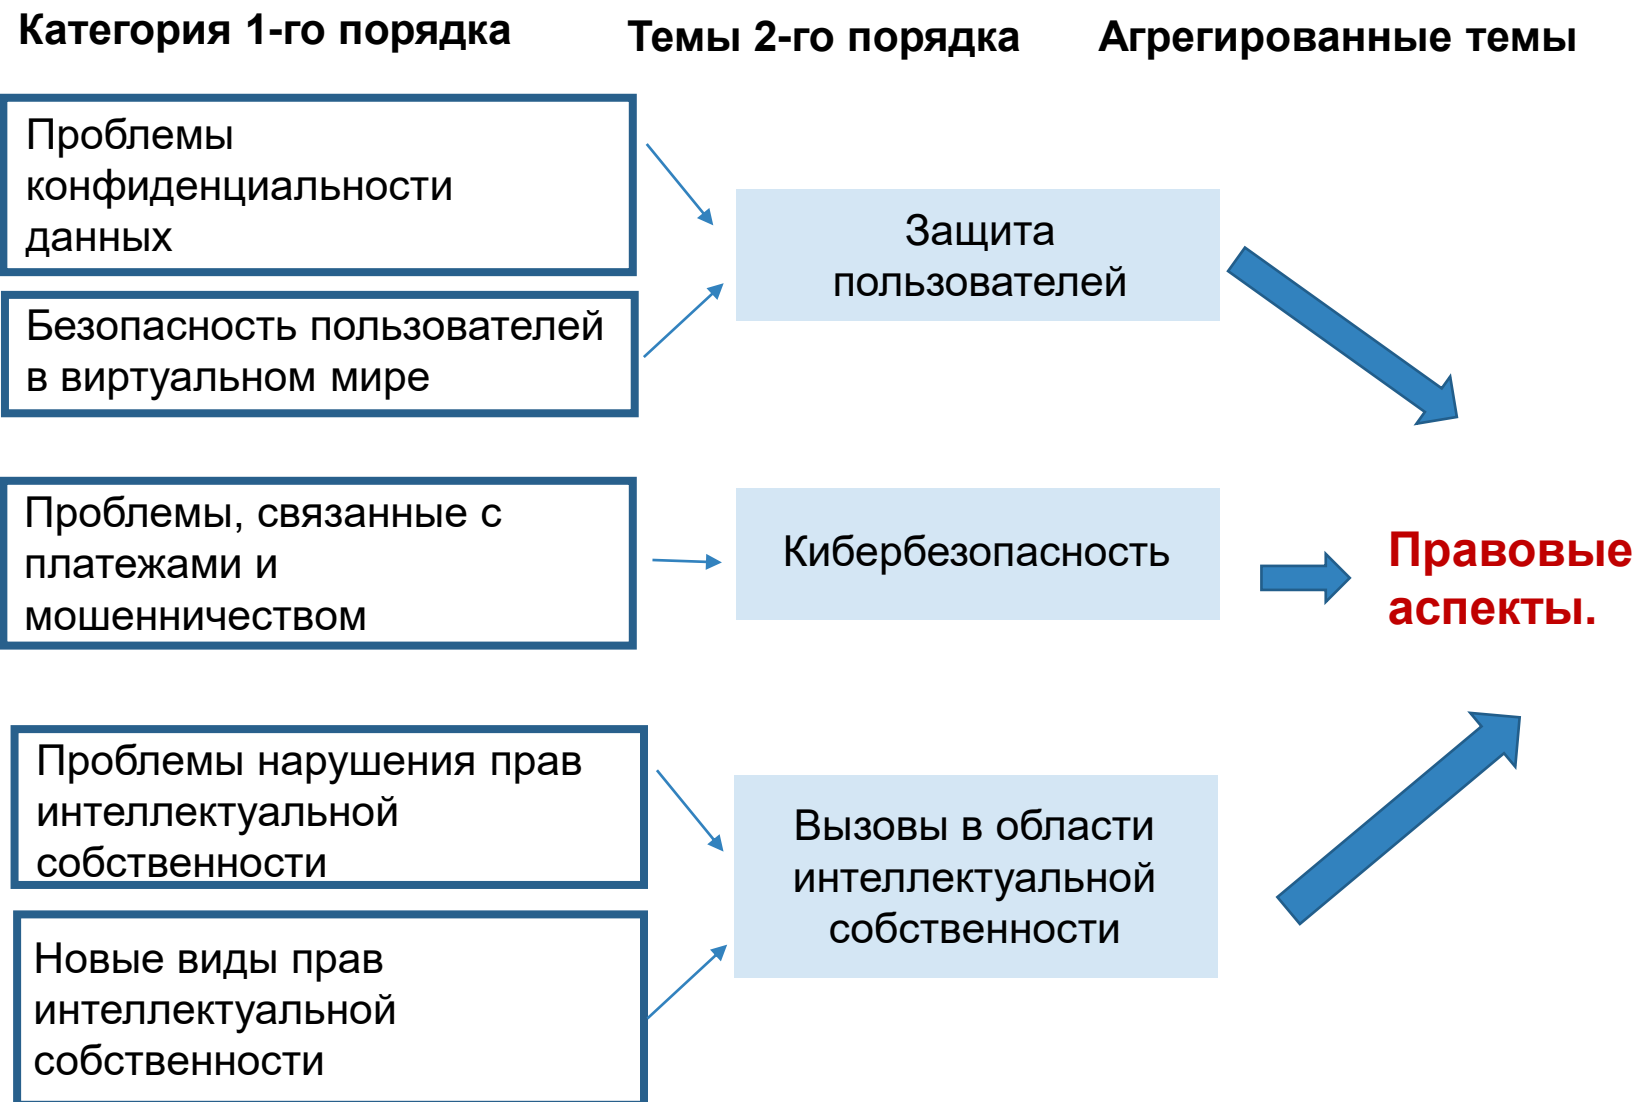 Категория 1-го порядка
Темы 2-го порядка
Агрегированные темы
Проблемы
конфиденциальности
данных
Безопасность пользователей
в виртуальном мире
Защита
пользователей
Проблемы, связанные с
платежами и
мошенничеством
Кибербезопасность
Правовые
аспекты.
Проблемы нарушения прав
интеллектуальной
собственности
Новые виды прав
интеллектуальной
собственности
Вызовы в области
интеллектуальной
собственности